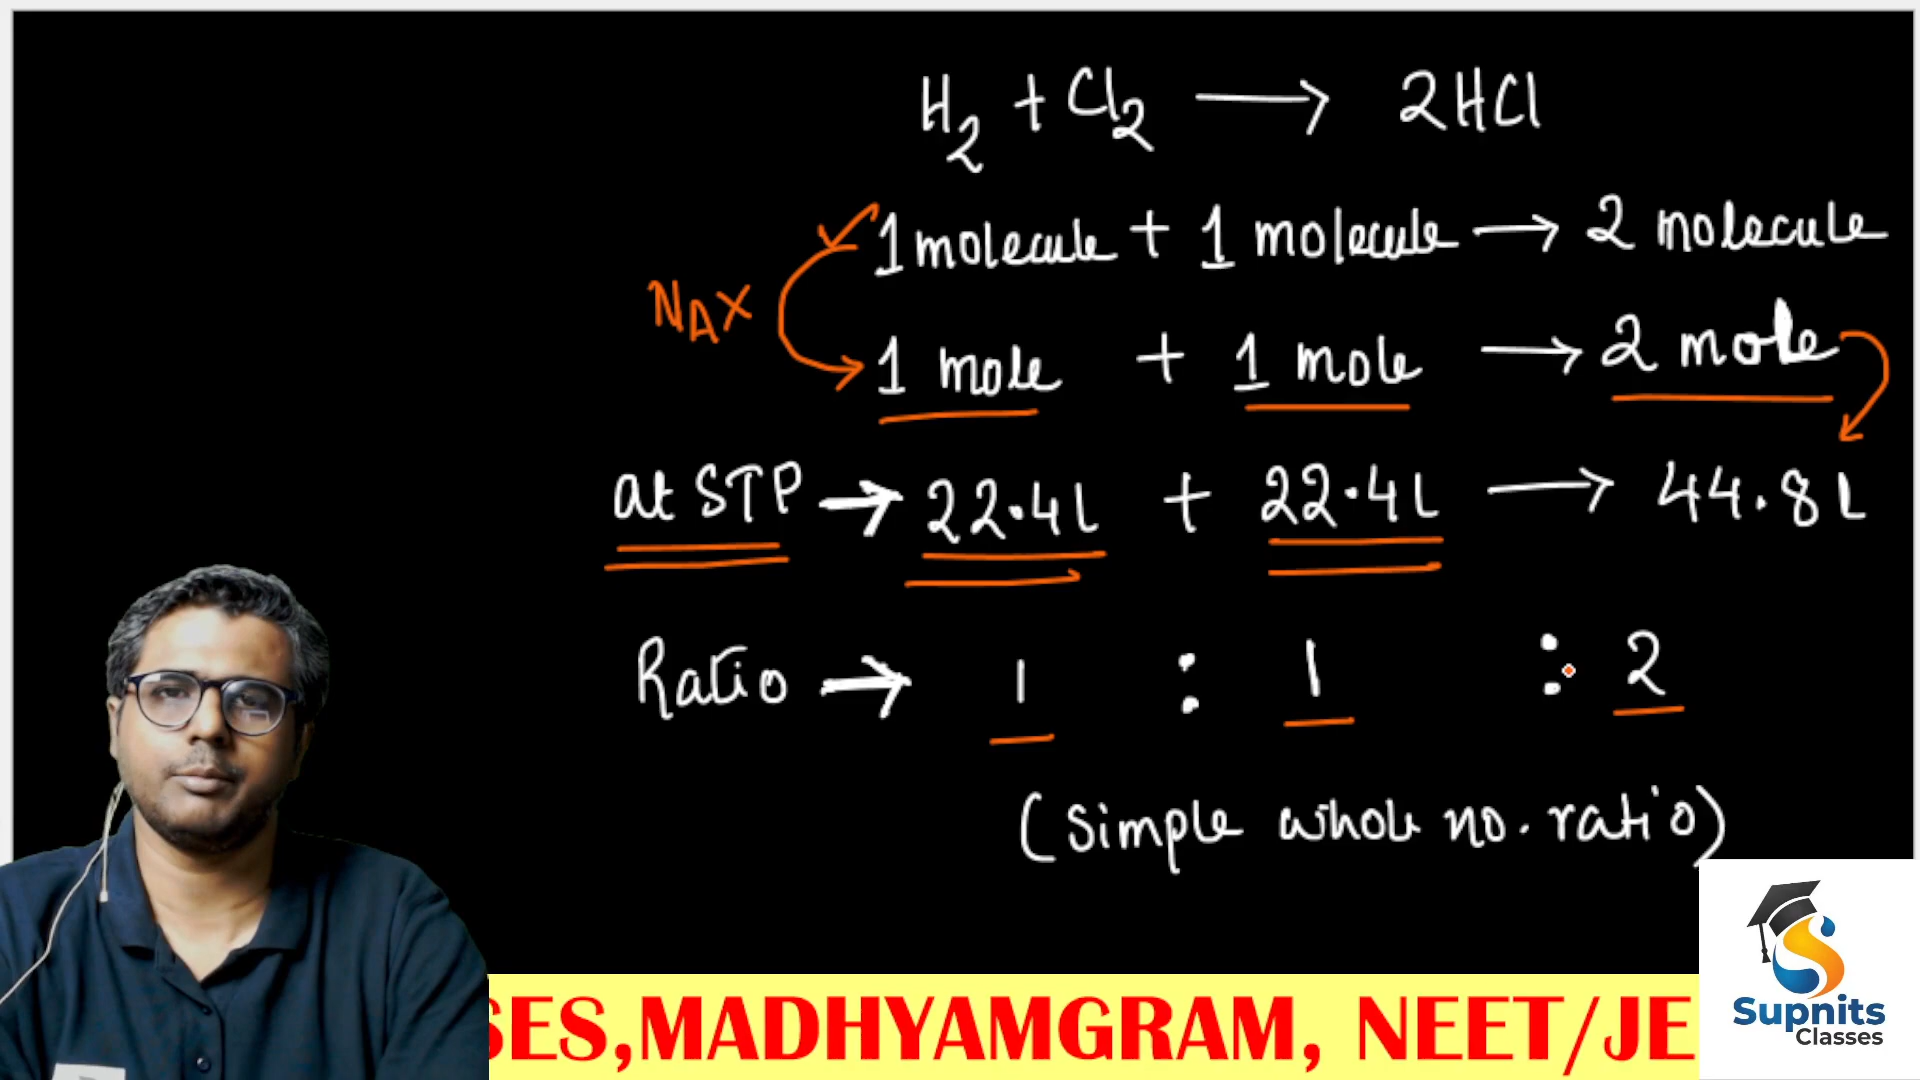 H₂ + Cl₂ → 2HCl
1 molecule + 1 molecule → 2 molecule
NA×
1 mole + 1 mole → 2 mole
at STP → 22.4L + 22.4L → 44.8L
Ratio → 1 : 1 : 2
(simple whole no. ratio)
SES,MADHYAMGRAM, NEET/JE
Supnits
Classes